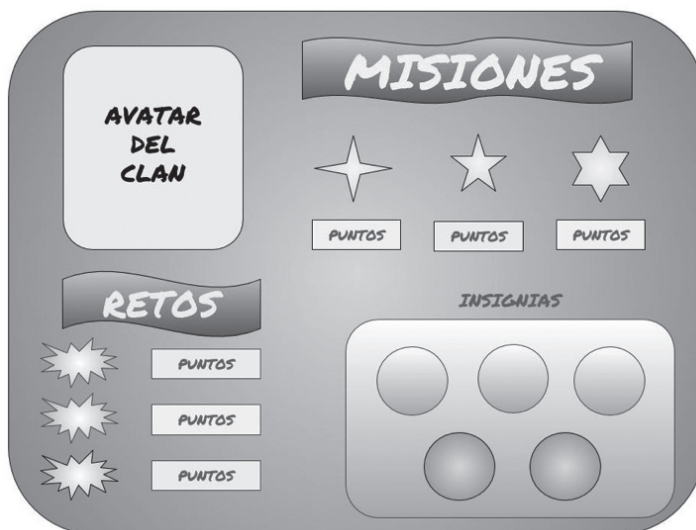 AVATAR
DEL
CLAN
MISIONES
PUNTOS PUNTOS PUNTOS
RETOS
PUNTOS
PUNTOS
PUNTOS
INSIGNIAS